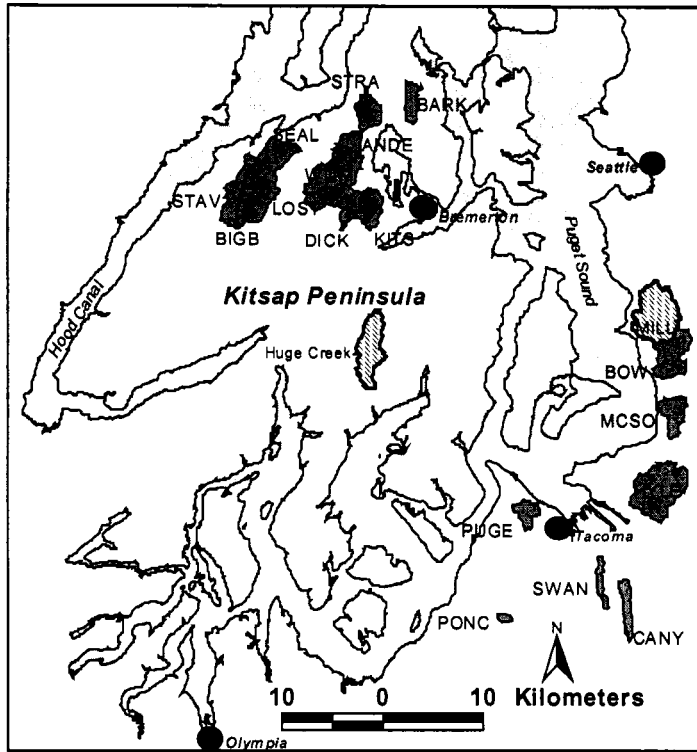 STRA
BARK
SEAL
ANDE
Seattle
STAV
LOST
Bremerton
BIGB
DICK
KITS
Puget Sound
Kitsap Peninsula
Hood Canal
MILL
Huge Creek
BOW
MCSO
PUGE
Tacoma
SWAN
PONC
N
CANY
10 0 10
Kilometers
Olympia